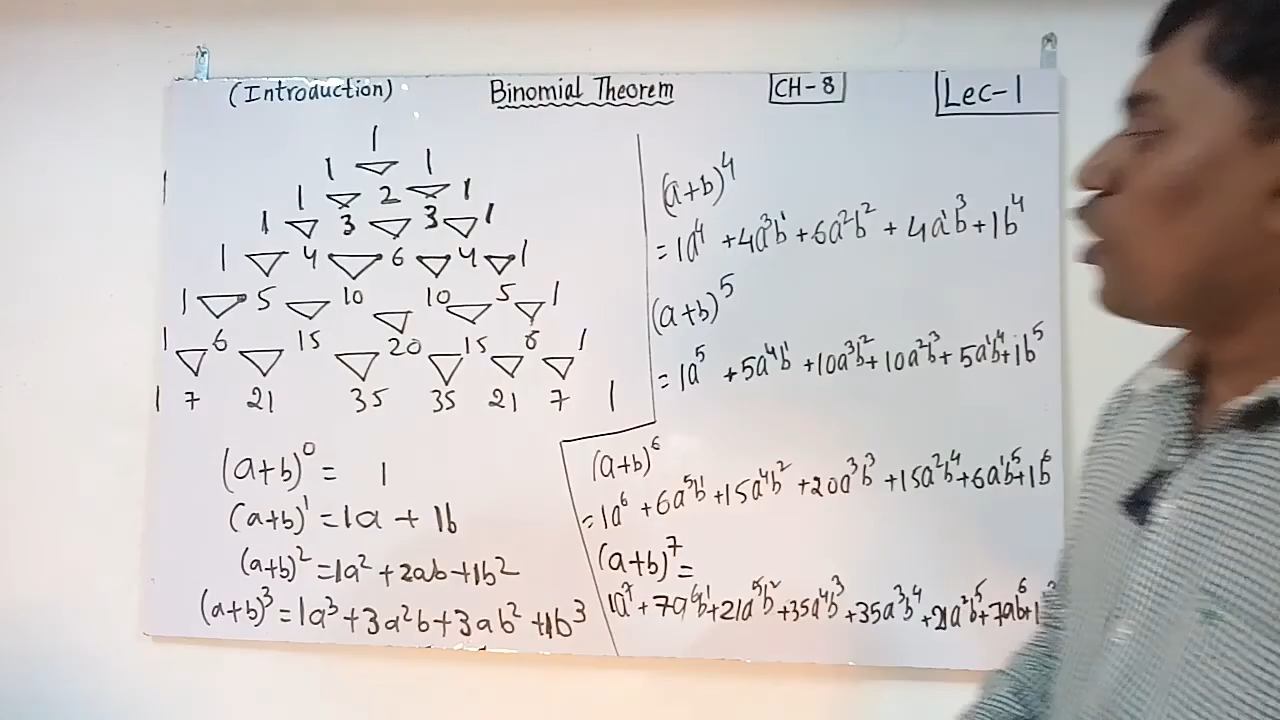 (Introduction) Binomial Theorem CH-8 Lec-1
1
1 1
1 2 1
1 3 3 1
1 4 6 4 1
1 5 10 10 5 1
1 6 15 20 15 6 1
1 7 21 35 35 21 7 1
(a+b)⁰ = 1
(a+b)¹ = 1a + 1b
(a+b)² = 1a² + 2ab + 1b²
(a+b)³ = 1a³ + 3a²b + 3ab² + 1b³
(a+b)⁴
= 1a⁴ + 4a³b¹ + 6a²b² + 4a¹b³ + 1b⁴
(a+b)⁵
= 1a⁵ + 5a⁴b¹ + 10a³b² + 10a²b³ + 5a¹b⁴ + 1b⁵
(a+b)⁶
= 1a⁶ + 6a⁵b¹ + 15a⁴b² + 20a³b³ + 15a²b⁴ + 6a¹b⁵ + 1b⁶
(a+b)⁷ =
1a⁷ + 7a⁶b¹ + 21a⁵b² + 35a⁴b³ + 35a³b⁴ + 21a²b⁵ + 7ab⁶ + 1